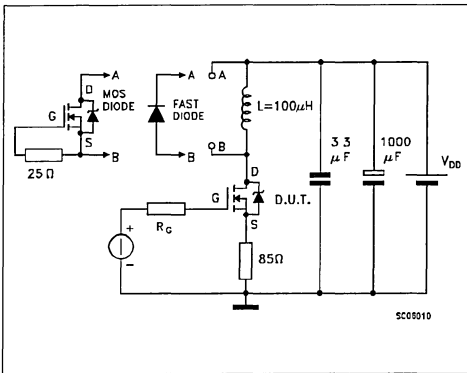 A
D
MOS
DIODE
G
S
B
25 Ω
A
FAST
DIODE
B
A
L=100μH
B
D
G
D.U.T.
S
RG
+
−
85Ω
3.3
μF
1000
μF
VDD
SC06010